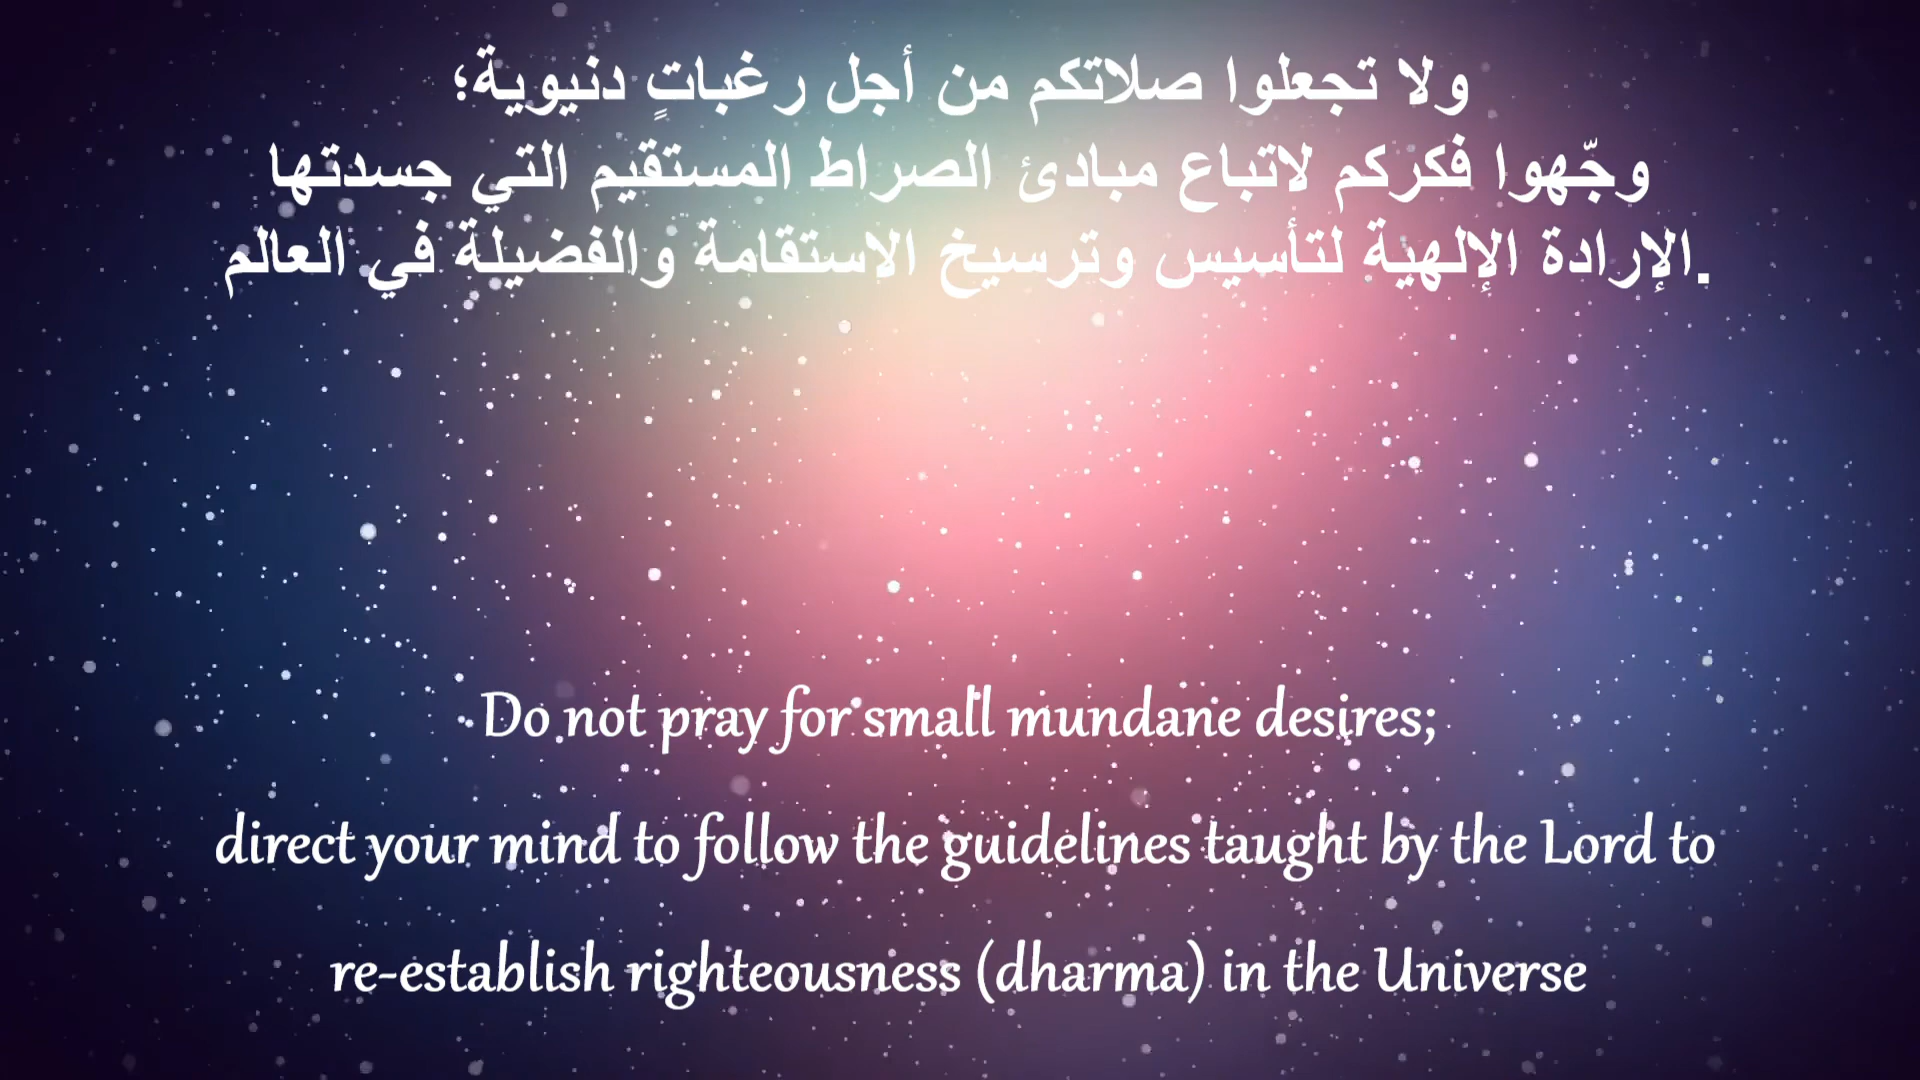 ولا تجعلوا صلاتكم من أجل رغباتٍ دنيوية؛
وجّهوا فكركم لاتباع مبادئ الصراط المستقيم التي جسدتها
الإرادة الإلهية لتأسيس وترسيخ الاستقامة والفضيلة في العالم.
Do not pray for small mundane desires;
direct your mind to follow the guidelines taught by the Lord to
re-establish righteousness (dharma) in the Universe